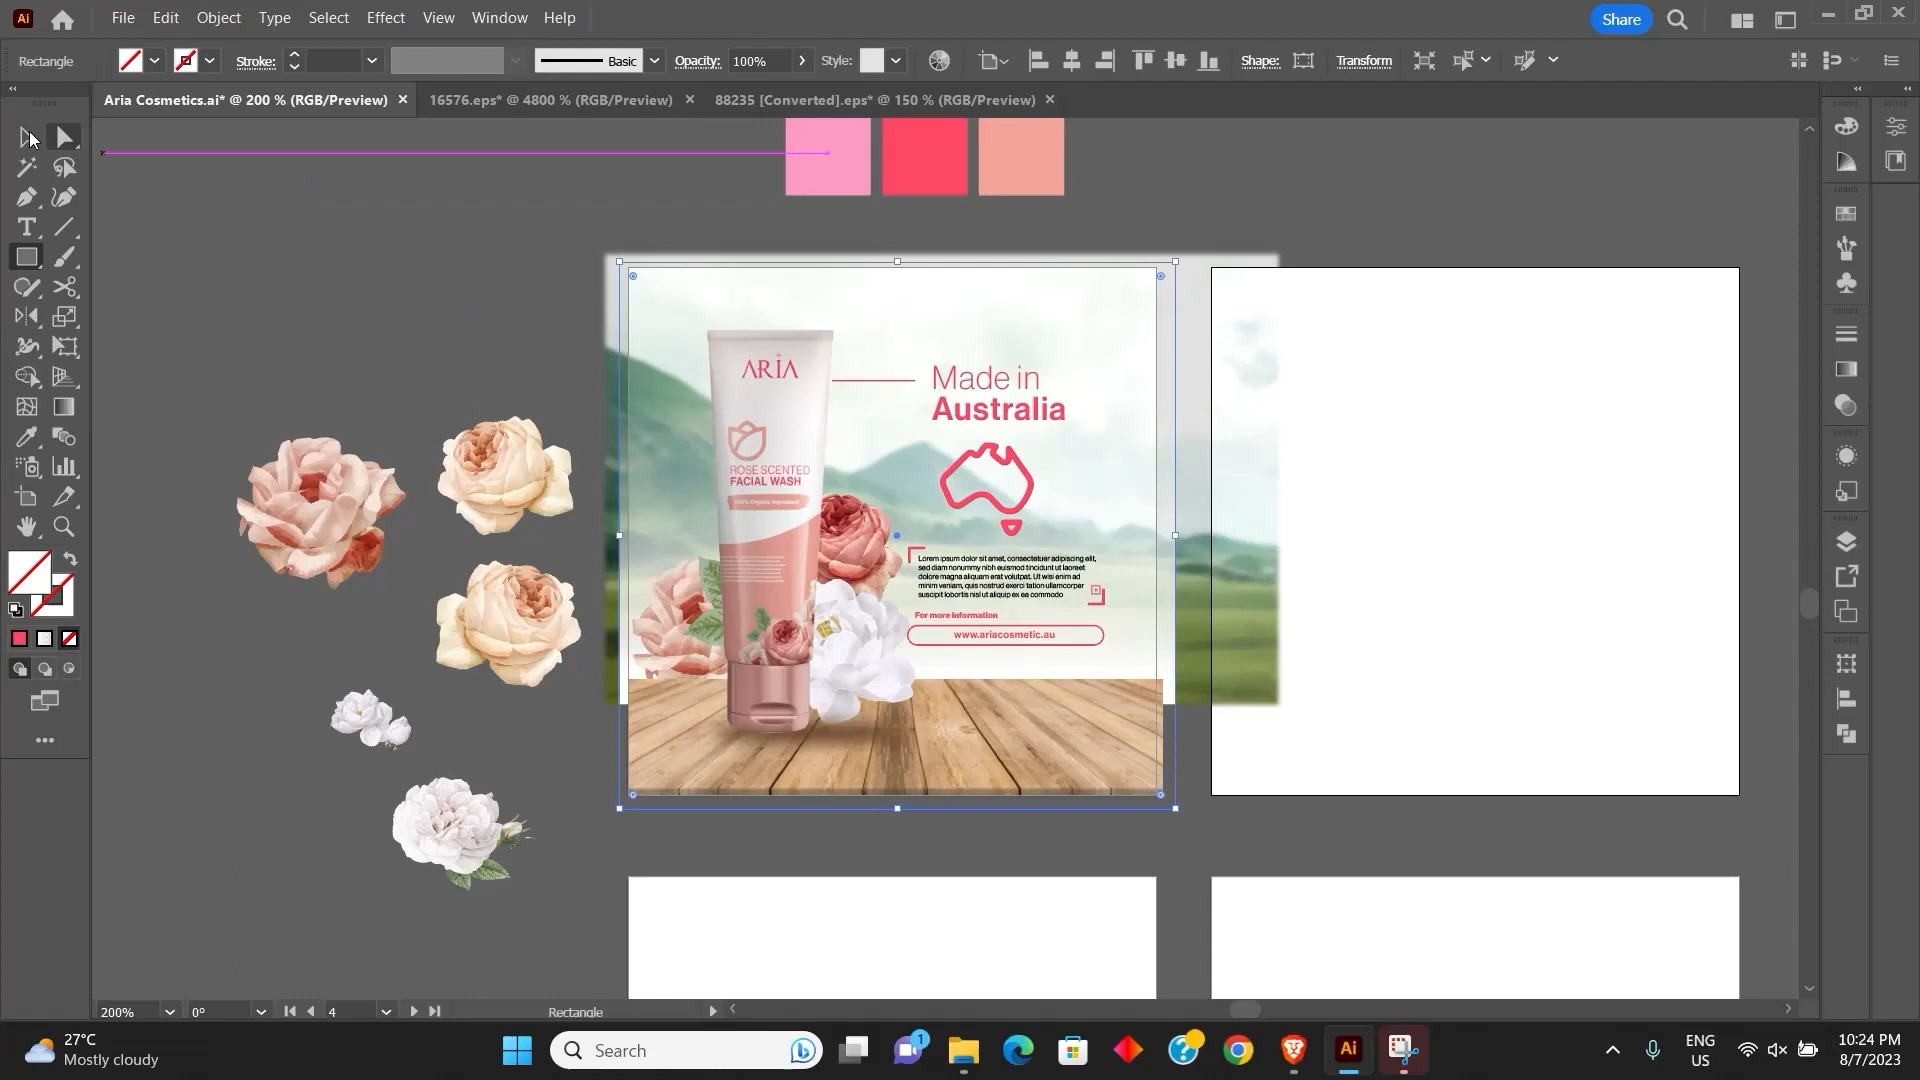 Ai
File Edit Object Type Select Effect View Window Help
Share
Rectangle
Stroke:
Basic
Opacity: 100%
Style:
Shape:
Transform
Aria Cosmetics.ai* @ 200 % (RGB/Preview)
16576.eps* @ 4800 % (RGB/Preview)
88235 [Converted].eps* @ 150 % (RGB/Preview)
ARIA
ROSE SCENTED
FACIAL WASH
100% Organic Ingredient
Made in
Australia
Lorem ipsum dolor sit amet, consectetuer adipiscing elit,
sed diam nonummy nibh euismod tincidunt ut laoreet
dolore magna aliquam erat volutpat. Ut wisi enim ad
minim veniam, quis nostrud exerci tation ullamcorper
suscipit lobortis nisl ut aliquip ex ea commodo
For more information
www.ariacosmetic.au
200%
0°
4
Rectangle
27°C
Mostly cloudy
Search
1
Ai
ENG
US
10:24 PM
8/7/2023